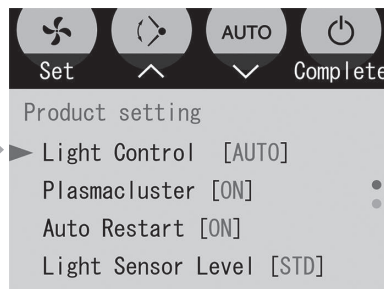 AUTO
Set
Complete
Product setting
Light Control [AUTO]
Plasmacluster [ON]
Auto Restart [ON]
Light Sensor Level [STD]